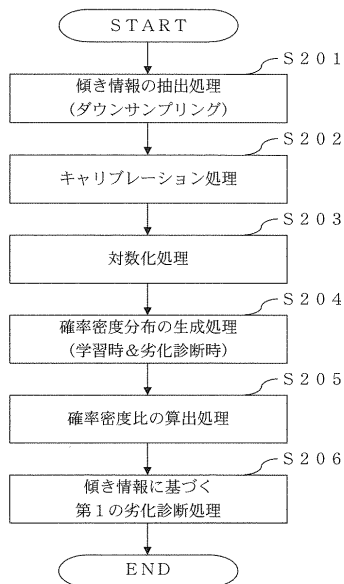 START
S201
傾き情報の抽出処理
(ダウンサンプリング)
S202
キャリブレーション処理
S203
対数化処理
S204
確率密度分布の生成処理
(学習時＆劣化診断時)
S205
確率密度比の算出処理
S206
傾き情報に基づく
第1の劣化診断処理
END